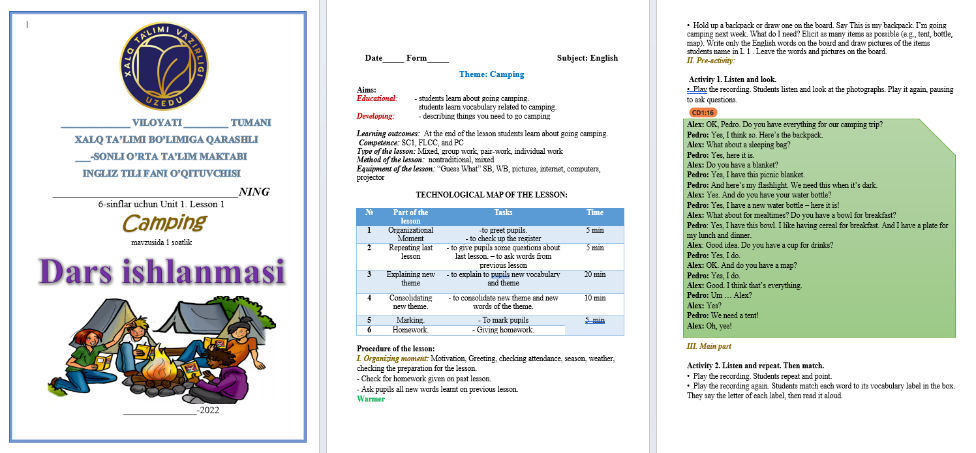 XALQ TA'LIMI VAZIRLIGI
UZEDU
____________ VILOYATI ________ TUMANI
XALQ TA'LIMI BO'LIMIGA QARASHLI
___-SONLI O'RTA TA'LIM MAKTABI
INGLIZ TILI FANI O'QITUVCHISI
____________________________NING
6-sinflar uchun Unit 1. Lesson 1
Camping
mavzusida 1 soatlik
Dars ishlanmasi
_______________-2022
Date_____ Form_____ Subject: English
Theme: Camping
Aims:
Educational: - students learn about going camping.
students learn vocabulary related to camping.
Developing: - describing things you need to go camping
Learning outcomes: At the end of the lesson students learn about going camping.
Competence: SC1, FLCC, and PC
Type of the lesson: Mixed, group work, pair-work, individual work
Method of the lesson: nontraditional, mixed
Equipment of the lesson: "Guess What" SB, WB, pictures, internet, computers,
projector
TECHNOLOGICAL MAP OF THE LESSON:
№ Part of the lesson Tasks Time
1 Organizational Moment -to greet pupils. - to check up the register 5 min
2 Repeating last lesson - to give pupils some questions about last lesson. – to ask words from previous lesson 5 min
3 Explaining new theme - to explain to pupils new vocabulary and theme 20 min
4 Consolidating new theme. - to consolidate new theme and new words of the theme. 10 min
5 Marking. - To mark pupils 5 min
6 Homework. - Giving homework.
Procedure of the lesson:
I. Organizing moment: Motivation, Greeting, checking attendance, season, weather,
checking the preparation for the lesson.
- Check for homework given on past lesson.
- Ask pupils all new words learnt on previous lesson.
Warmer
• Hold up a backpack or draw one on the board. Say This is my backpack. I'm going
camping next week. What do I need? Elicit as many items as possible (e.g., tent, bottle,
map). Write only the English words on the board and draw pictures of the items
students name in L 1 . Leave the words and pictures on the board.
II. Pre-activity:
Activity 1. Listen and look.
• Play the recording. Students listen and look at the photographs. Play it again, pausing
to ask questions.
CD1:16
Alex: OK, Pedro. Do you have everything for our camping trip?
Pedro: Yes, I think so. Here's the backpack.
Alex: What about a sleeping bag?
Pedro: Yes, here it is.
Alex: Do you have a blanket?
Pedro: Yes, I have this picnic blanket.
Pedro: And here's my flashlight. We need this when it's dark.
Alex: Yes. And do you have your water bottle?
Pedro: Yes, I have a new water bottle – here it is!
Alex: What about for mealtimes? Do you have a bowl for breakfast?
Pedro: Yes, I have this bowl. I like having cereal for breakfast. And I have a plate for
my lunch and dinner.
Alex: Good idea. Do you have a cup for drinks?
Pedro: Yes, I do.
Alex: OK. And do you have a map?
Pedro: Yes, I do.
Alex: Good. I think that's everything.
Pedro: Um … Alex?
Alex: Yes?
Pedro: We need a tent!
Alex: Oh, yes!
III. Main part
Activity 2. Listen and repeat. Then match.
• Play the recording. Students repeat and point.
• Play the recording again. Students match each word to its vocabulary label in the box.
They say the letter of each label, then read it aloud.